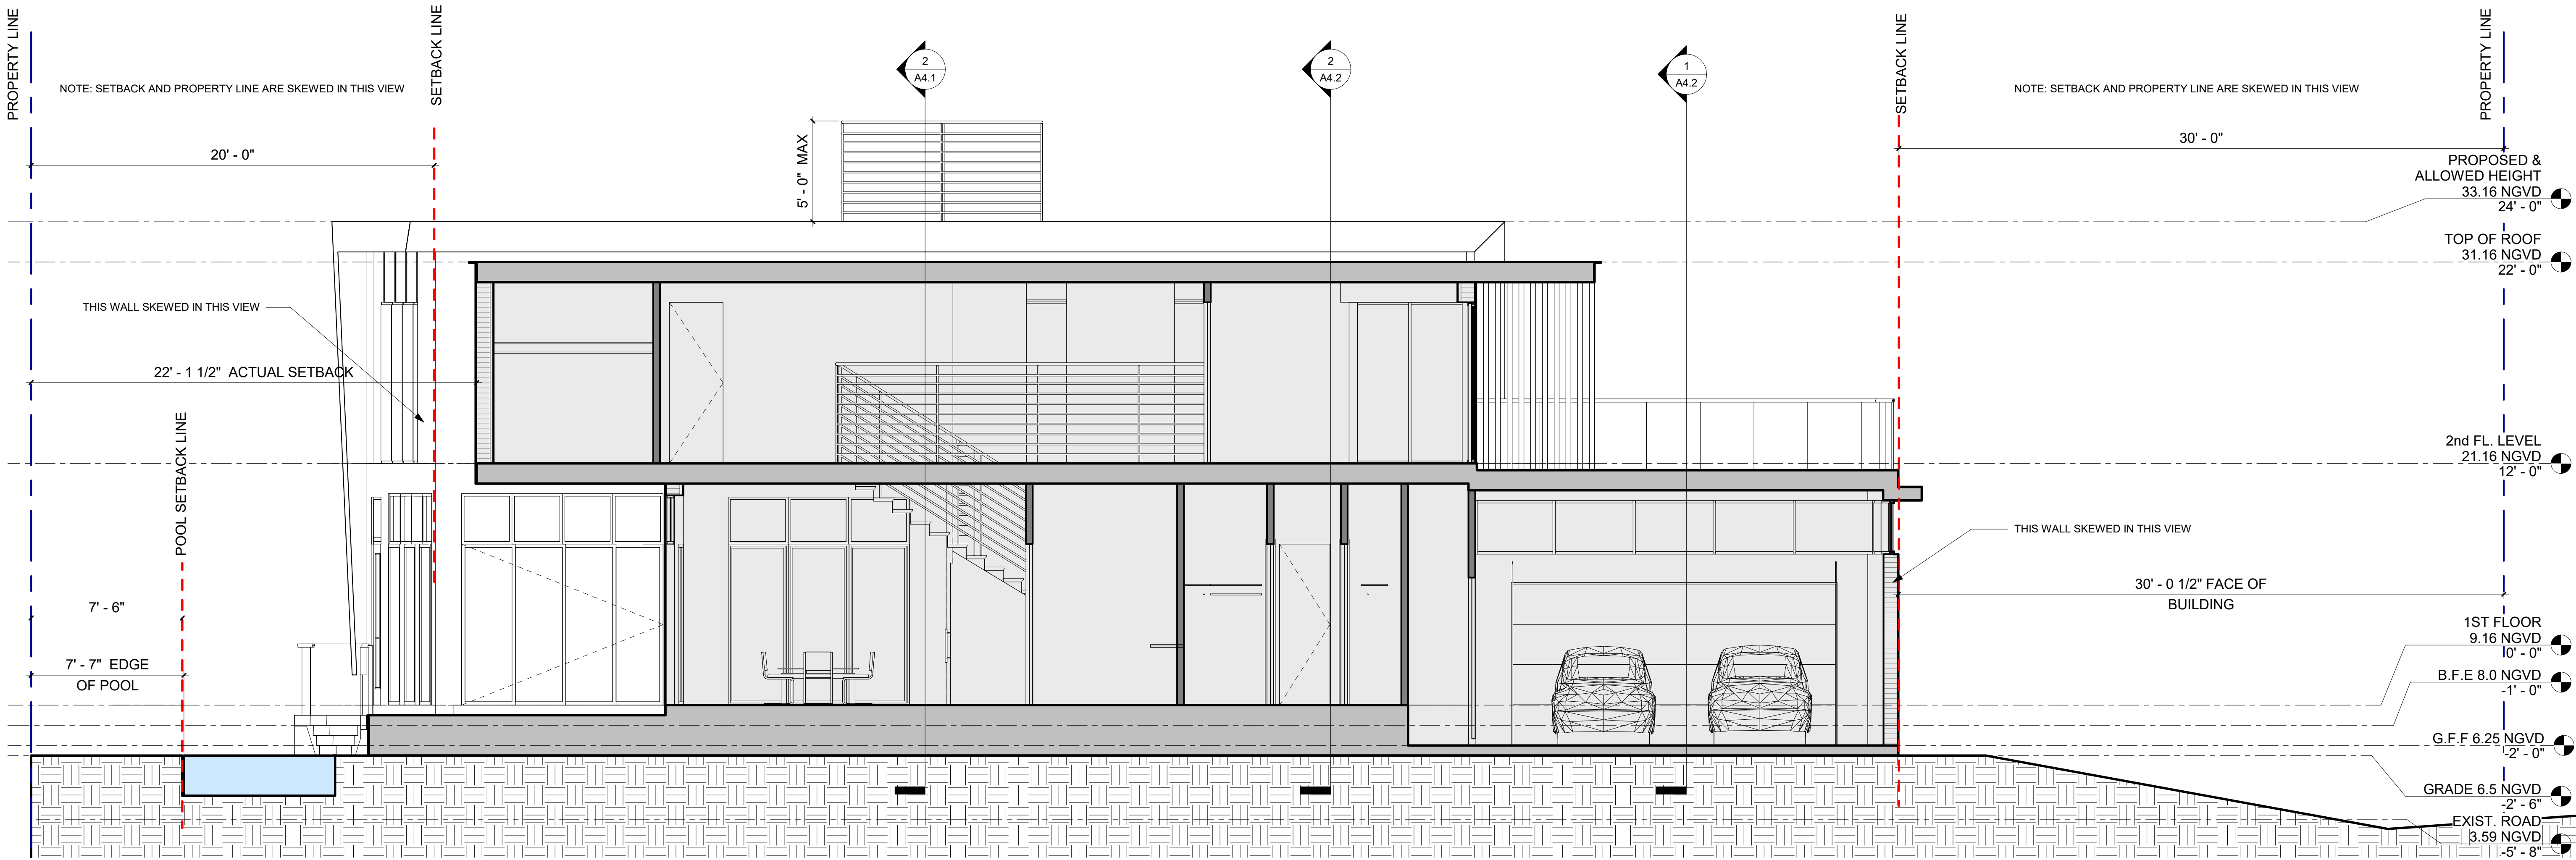 PROPERTY LINE
SETBACK LINE
SETBACK LINE
PROPERTY LINE
2
A4.1
2
A4.2
1
A4.2
NOTE: SETBACK AND PROPERTY LINE ARE SKEWED IN THIS VIEW
NOTE: SETBACK AND PROPERTY LINE ARE SKEWED IN THIS VIEW
20' - 0"
5' - 0" MAX
30' - 0"
PROPOSED &
ALLOWED HEIGHT
33.16 NGVD
24' - 0"
TOP OF ROOF
31.16 NGVD
22' - 0"
THIS WALL SKEWED IN THIS VIEW
22' - 1 1/2" ACTUAL SETBACK
POOL SETBACK LINE
2nd FL. LEVEL
21.16 NGVD
12' - 0"
THIS WALL SKEWED IN THIS VIEW
7' - 6"
30' - 0 1/2" FACE OF
BUILDING
7' - 7" EDGE
OF POOL
1ST FLOOR
9.16 NGVD
0' - 0"
B.F.E 8.0 NGVD
-1' - 0"
G.F.F 6.25 NGVD
-2' - 0"
GRADE 6.5 NGVD
-2' - 6"
EXIST. ROAD
3.59 NGVD
-5' - 8"